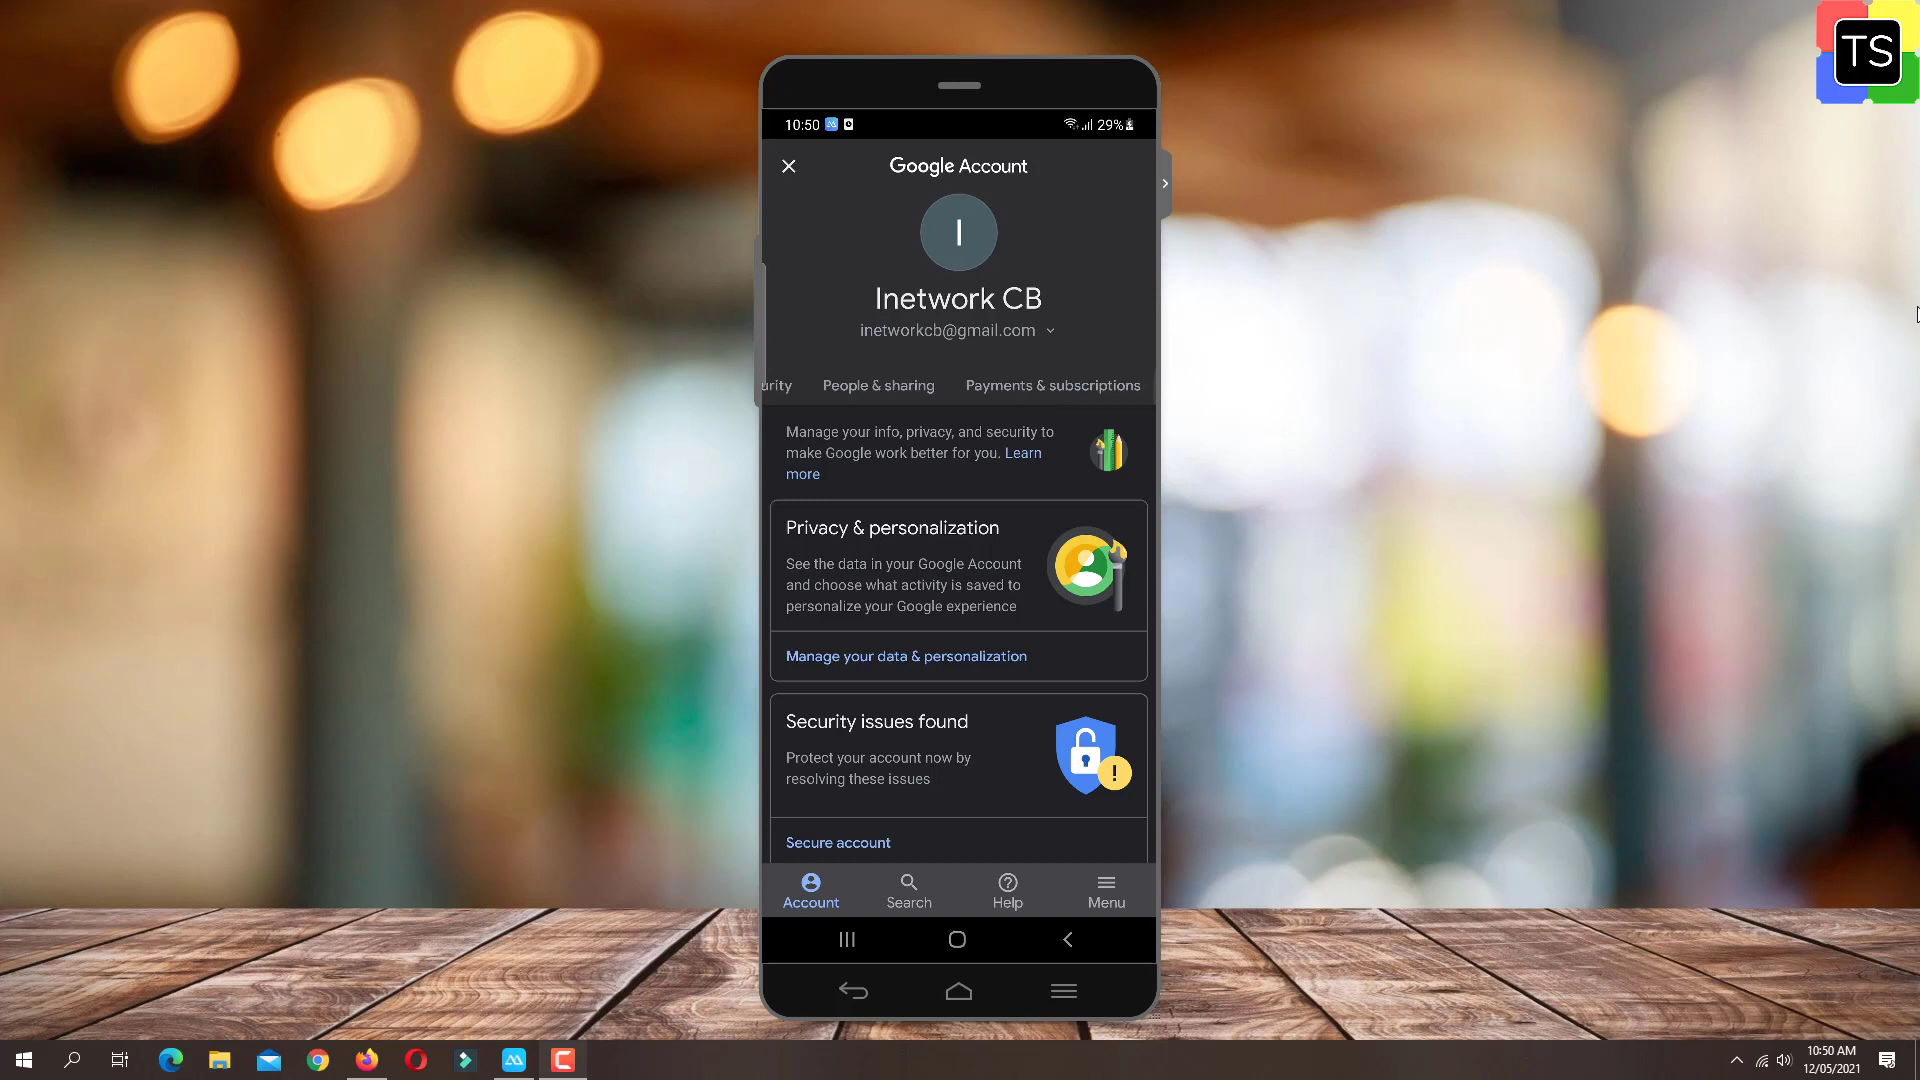 TS
10:50
29%
Google Account
I
Inetwork CB
inetworkcb@gmail.com
urity People & sharing Payments & subscriptions
Manage your info, privacy, and security to
make Google work better for you. Learn
more
Privacy & personalization
See the data in your Google Account
and choose what activity is saved to
personalize your Google experience
Manage your data & personalization
Security issues found
Protect your account now by
resolving these issues
Secure account
Account Search Help Menu
10:50 AM
12/05/2021